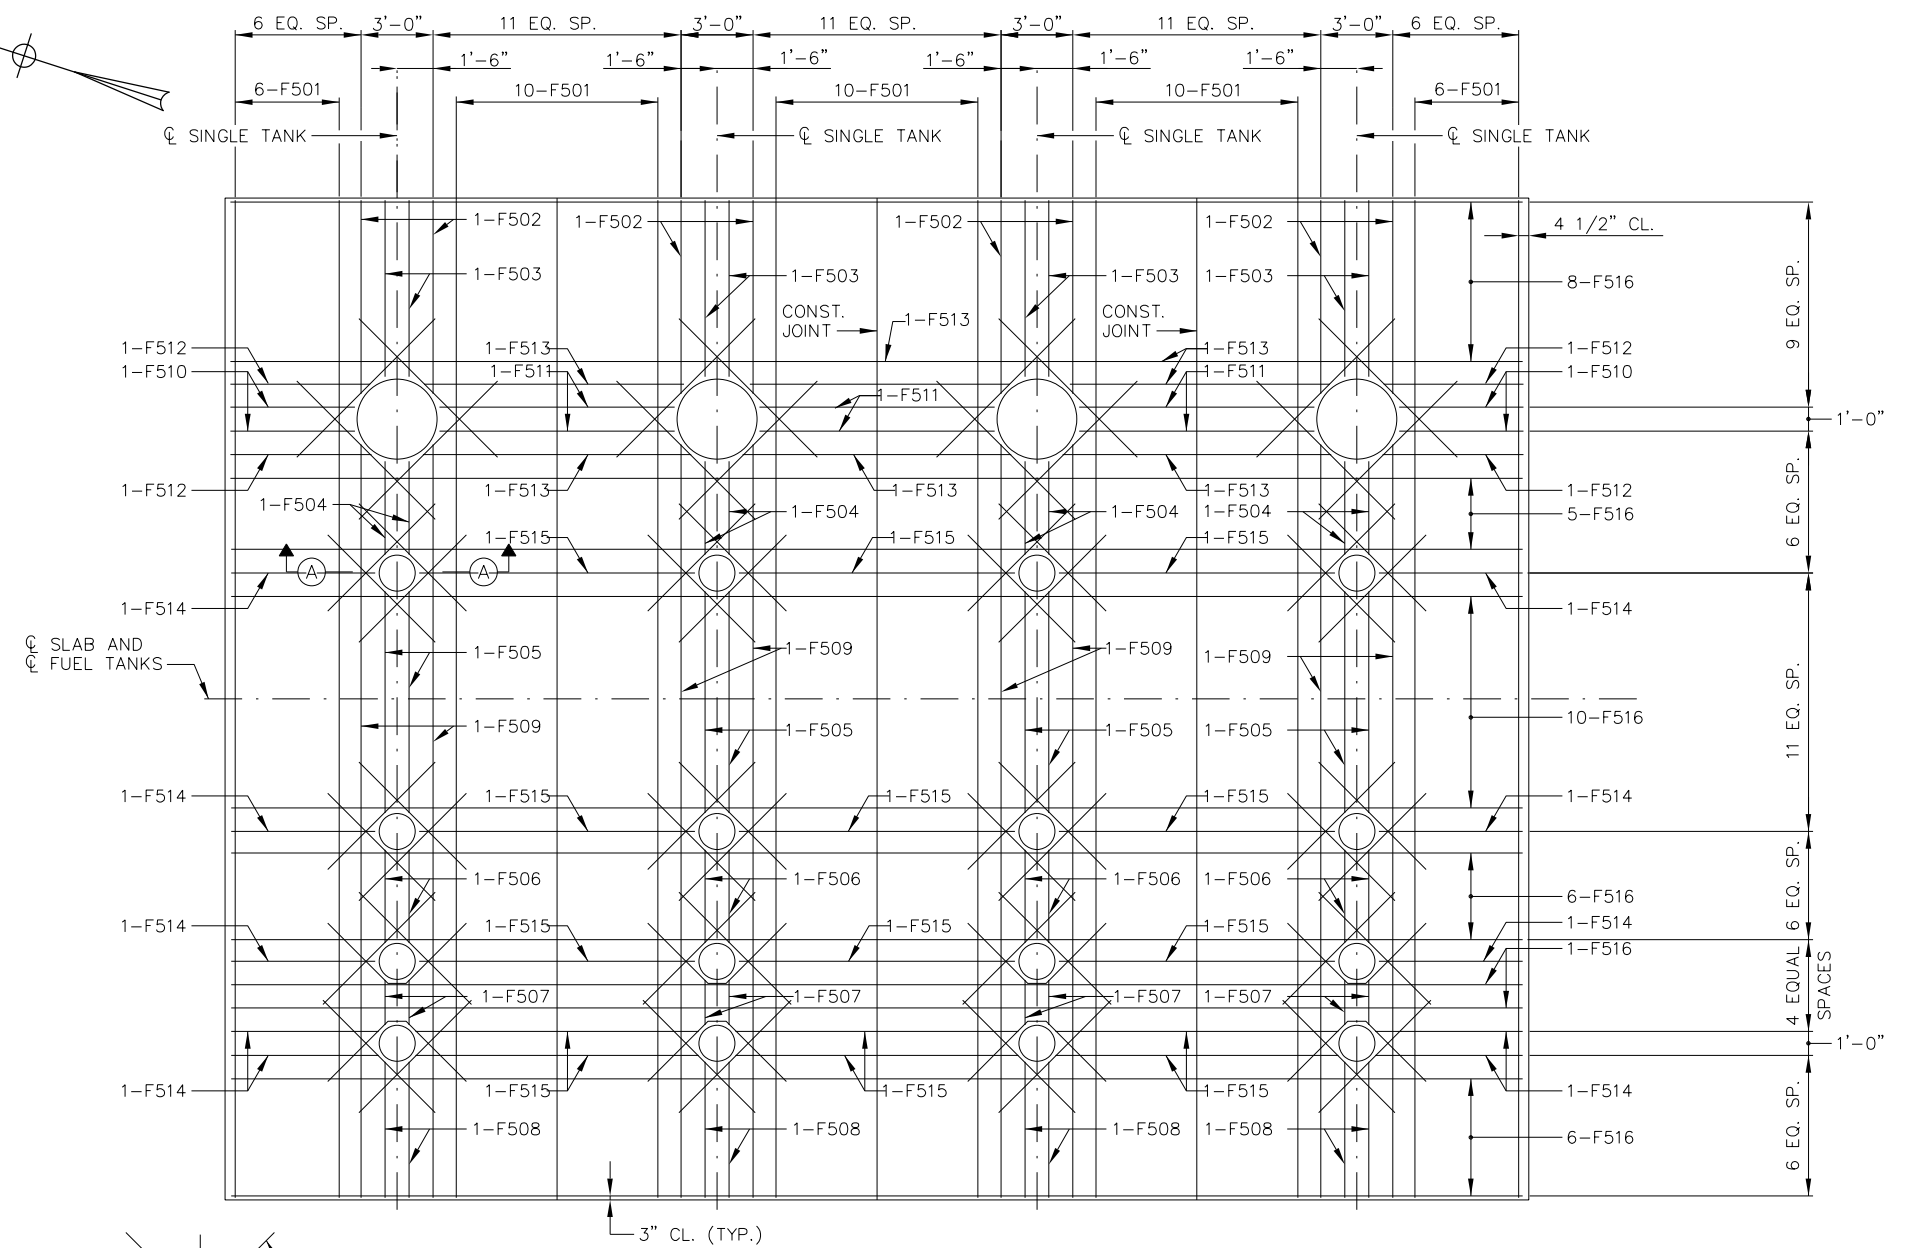 6 EQ. SP. 3'-0" 11 EQ. SP. 3'-0" 11 EQ. SP. 3'-0" 11 EQ. SP. 3'-0" 6 EQ. SP.
1'-6" 1'-6" 1'-6" 1'-6" 1'-6" 1'-6"
6-F501 10-F501 10-F501 10-F501 6-F501
℄ SINGLE TANK ℄ SINGLE TANK ℄ SINGLE TANK ℄ SINGLE TANK
1-F502 1-F502 1-F502 1-F502 4 1/2" CL.
1-F503 1-F503 1-F503 1-F503 8-F516
9 EQ. SP.
CONST. JOINT
CONST. JOINT
1-F513
1-F512 1-F513 1-F513 1-F512
1-F510 1-F511 1-F511 1-F510
1-F511
1'-0"
1-F512 1-F513 1-F513 1-F513 1-F512
1-F504 1-F504 1-F504 1-F504 5-F516
6 EQ. SP.
1-F515 1-F515 1-F515
A A
1-F514 1-F514
℄ SLAB AND
℄ FUEL TANKS
1-F505 1-F509 1-F509 1-F509
11 EQ. SP.
10-F516
1-F509 1-F505 1-F505 1-F505
1-F514 1-F515 1-F515 1-F515 1-F514
1-F506 1-F506 1-F506 1-F506
6-F516
6 EQ. SP.
1-F514 1-F515 1-F515 1-F515 1-F514
1-F516
4 EQUAL
SPACES
1-F507 1-F507 1-F507 1-F507
1'-0"
1-F514 1-F515 1-F515 1-F515 1-F514
1-F508 1-F508 1-F508 1-F508 6-F516
6 EQ. SP.
3" CL. (TYP.)